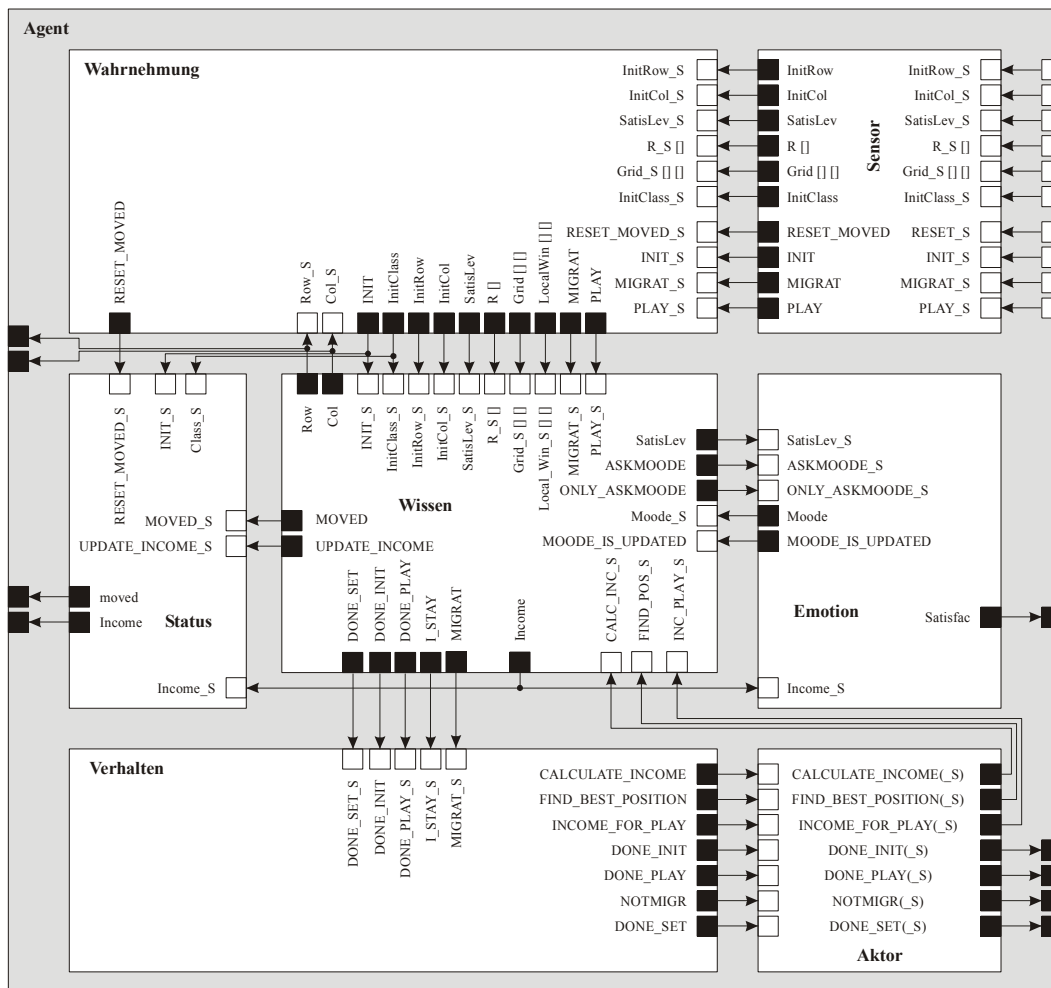 Agent
Wahrnehmung
InitRow_S
InitCol_S
SatisLev_S
R_S []
Grid_S [] []
InitClass_S
RESET_MOVED_S
INIT_S
MIGRAT_S
PLAY_S
InitRow
InitCol
SatisLev
R []
Grid [] []
InitClass
RESET_MOVED
INIT
MIGRAT
PLAY
Sensor
InitRow_S
InitCol_S
SatisLev_S
R_S []
Grid_S [] []
InitClass_S
RESET_S
INIT_S
MIGRAT_S
PLAY_S
RESET_MOVED
Row_S
Col_S
INIT
InitClass
InitRow
InitCol
SatisLev
R []
Grid [] []
LocalWin [] []
MIGRAT
PLAY
RESET_MOVED_S
INIT_S
Class_S
Row
Col
INIT_S
InitClass_S
InitRow_S
InitCol_S
SatisLev_S
R_S []
Grid_S [] []
Local_Win_S [] []
MIGRAT_S
PLAY_S
MOVED_S
UPDATE_INCOME_S
moved
Income
Status
Income_S
Wissen
MOVED
UPDATE_INCOME
SatisLev
ASKMOODE
ONLY_ASKMOODE
Moode_S
MOODE_IS_UPDATED_S
DONE_SET
DONE_INIT
DONE_PLAY
I_STAY
MIGRAT
Income
CALC_INC_S
FIND_POS_S
INC_PLAY_S
SatisLev_S
ASKMOODE_S
ONLY_ASKMOODE_S
Moode
MOODE_IS_UPDATED
Emotion
Satisfac
Income_S
Verhalten
DONE_SET_S
DONE_INIT
DONE_PLAY_S
I_STAY_S
MIGRAT_S
CALCULATE_INCOME
FIND_BEST_POSITION
INCOME_FOR_PLAY
DONE_INIT
DONE_PLAY
NOTMIGR
DONE_SET
CALCULATE_INCOME(_S)
FIND_BEST_POSITION(_S)
INCOME_FOR_PLAY(_S)
DONE_INIT(_S)
DONE_PLAY(_S)
NOTMIGR(_S)
DONE_SET(_S)
Aktor